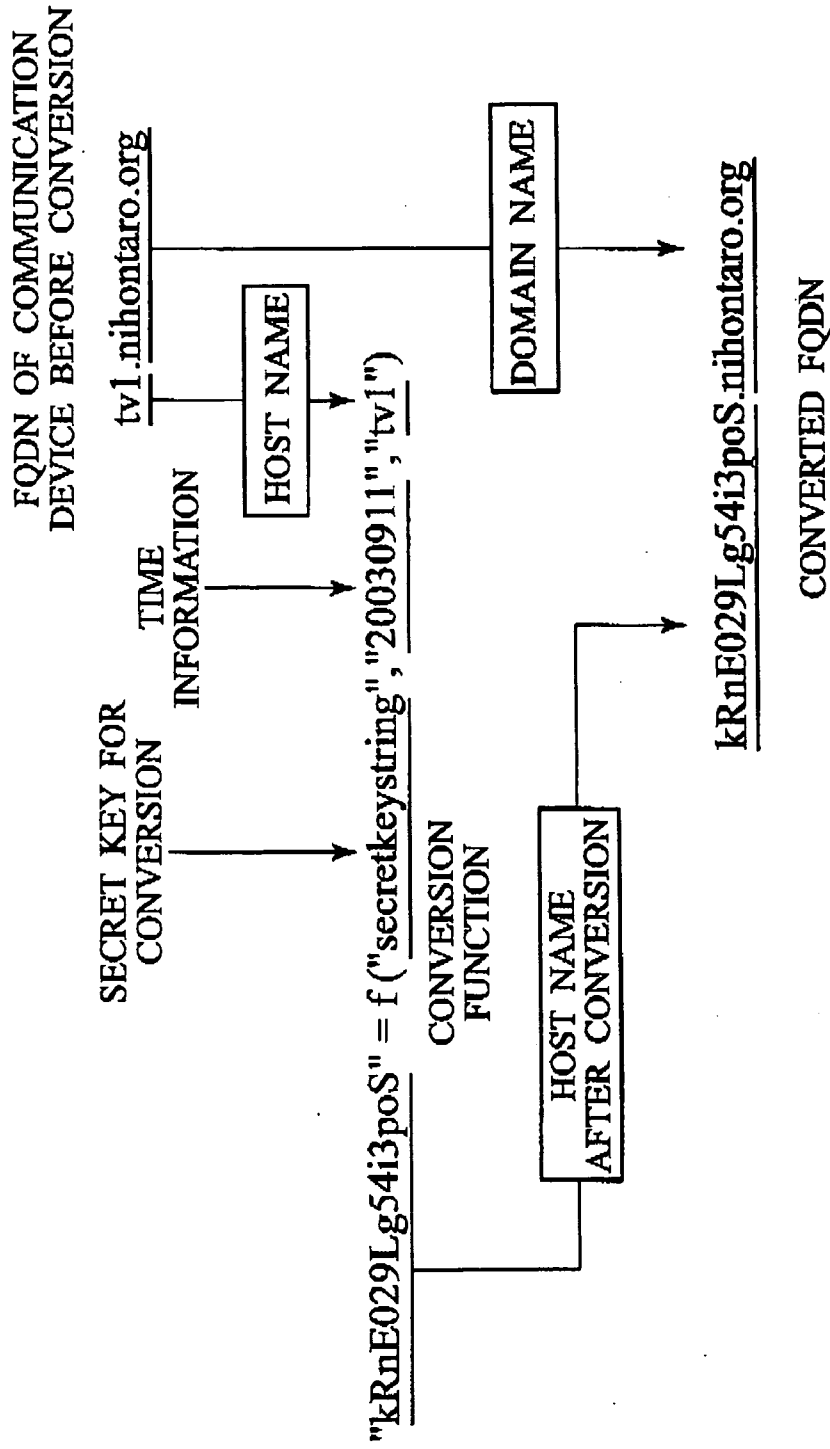 FQDN OF COMMUNICATION
DEVICE BEFORE CONVERSION
tv1.nihontaro.org
SECRET KEY FOR
CONVERSION
TIME
INFORMATION
HOST NAME
"kRnE029Lg54i3poS" = f ("secretkeystring","20030911","tv1")
CONVERSION
FUNCTION
DOMAIN NAME
HOST NAME
AFTER CONVERSION
kRnE029Lg54i3poS.nihontaro.org
CONVERTED FQDN